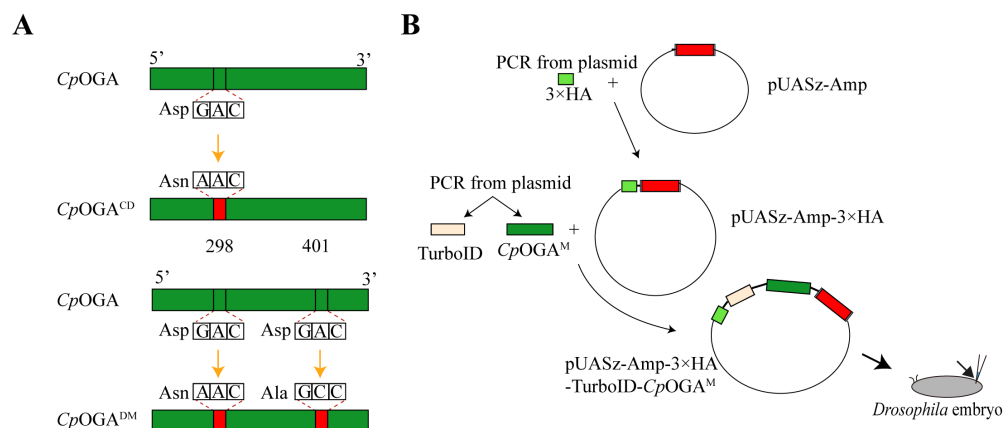 A
5’ 3’
CpOGA
Asp GAC
Asn AAC
CpOGAᶜᴰ
298 401
5’ 3’
CpOGA
Asp GAC Asp GAC
Asn AAC Ala GCC
CpOGAᴰᴹ
B
PCR from plasmid
3×HA
+
pUASz-Amp
PCR from plasmid
TurboID CpOGAᴹ
+
pUASz-Amp-3×HA
pUASz-Amp-3×HA
-TurboID-CpOGAᴹ
Drosophila embryo